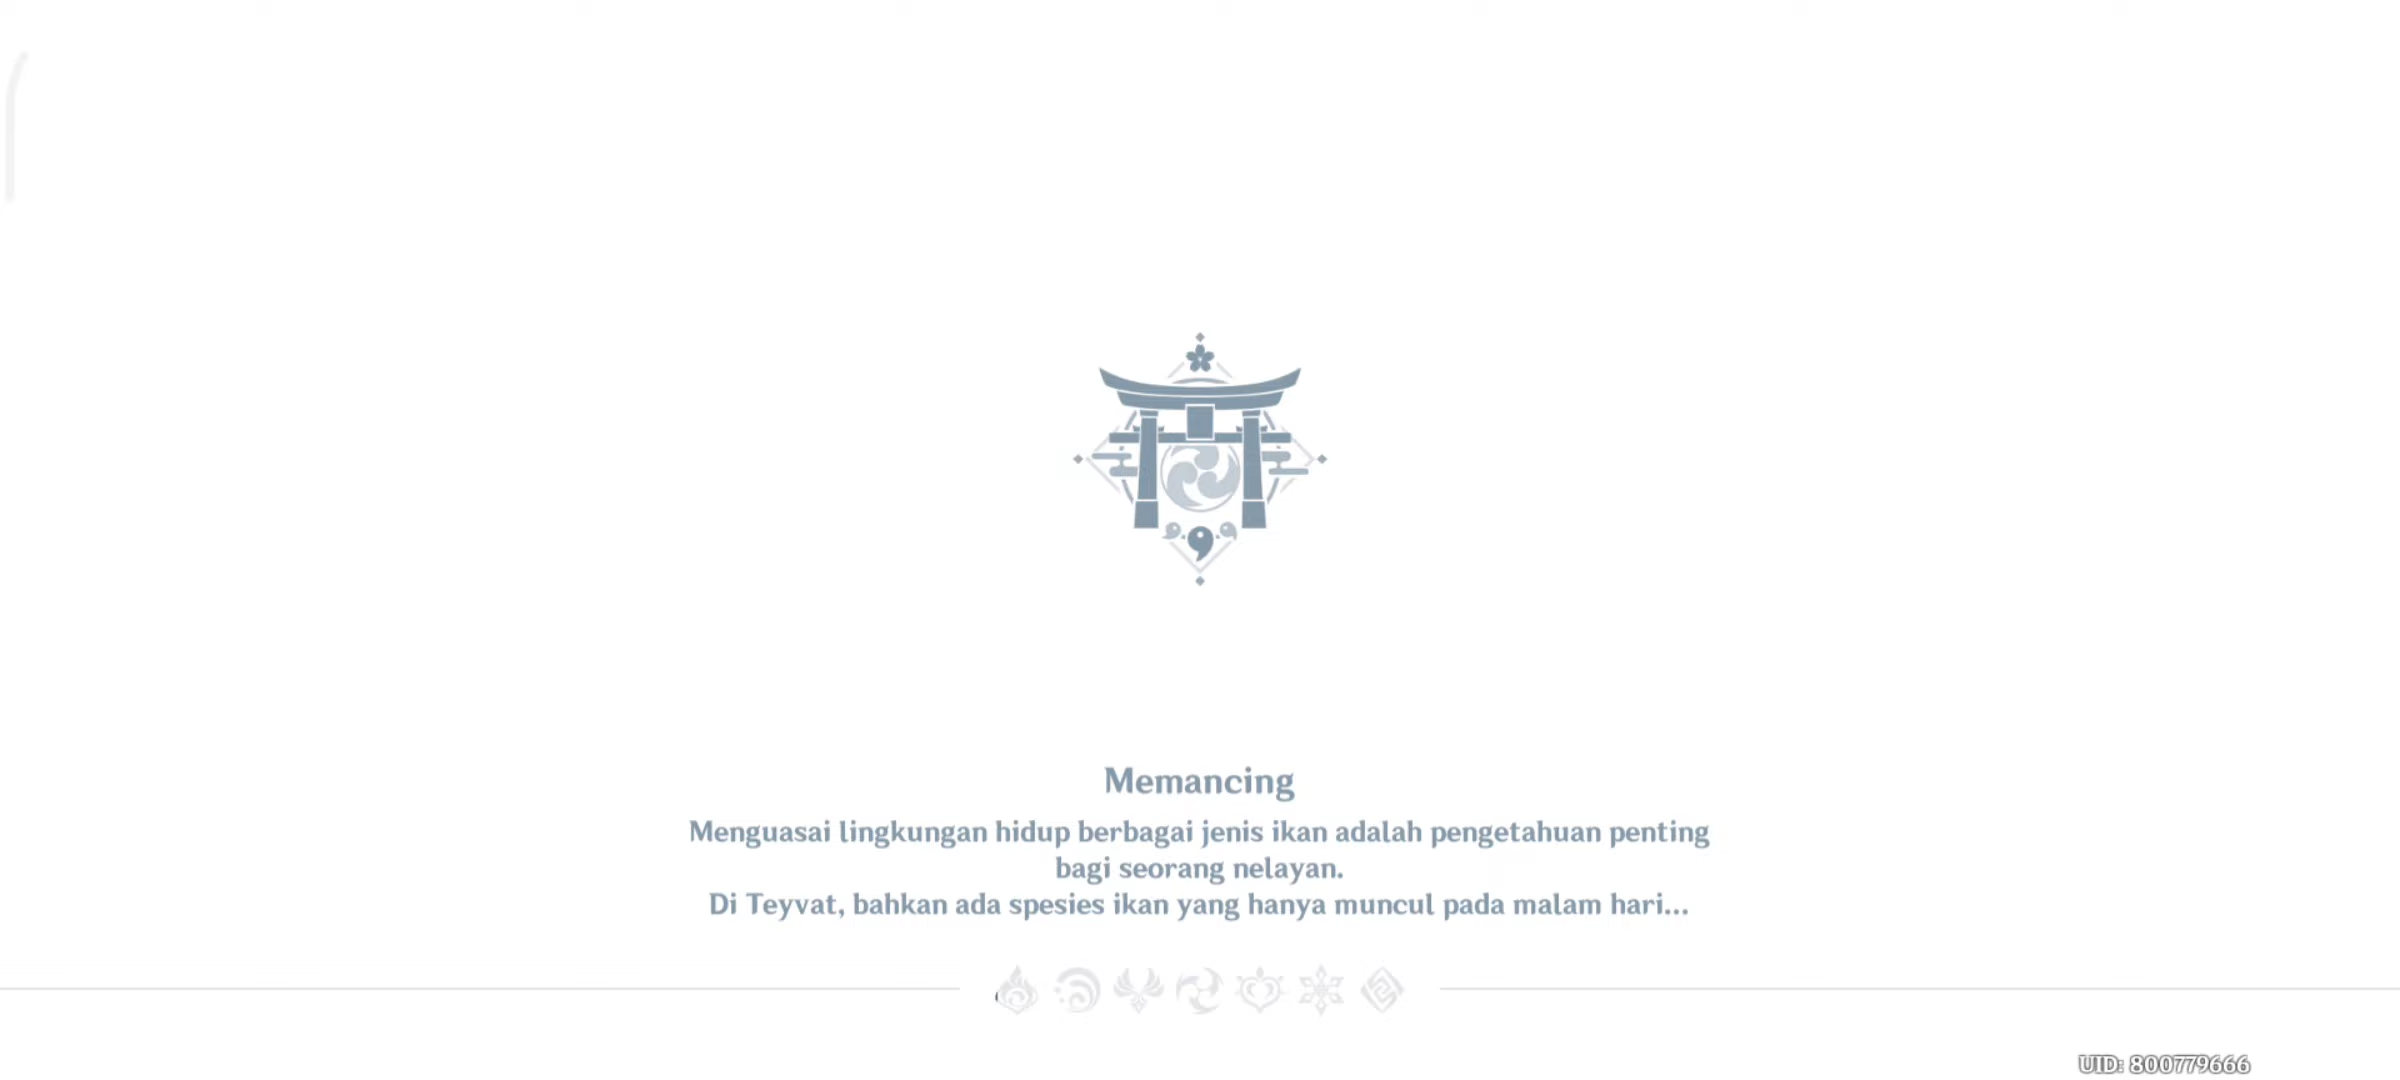 Memancing
Menguasai lingkungan hidup berbagai jenis ikan adalah pengetahuan penting
bagi seorang nelayan.
Di Teyvat, bahkan ada spesies ikan yang hanya muncul pada malam hari...
UID: 800779666